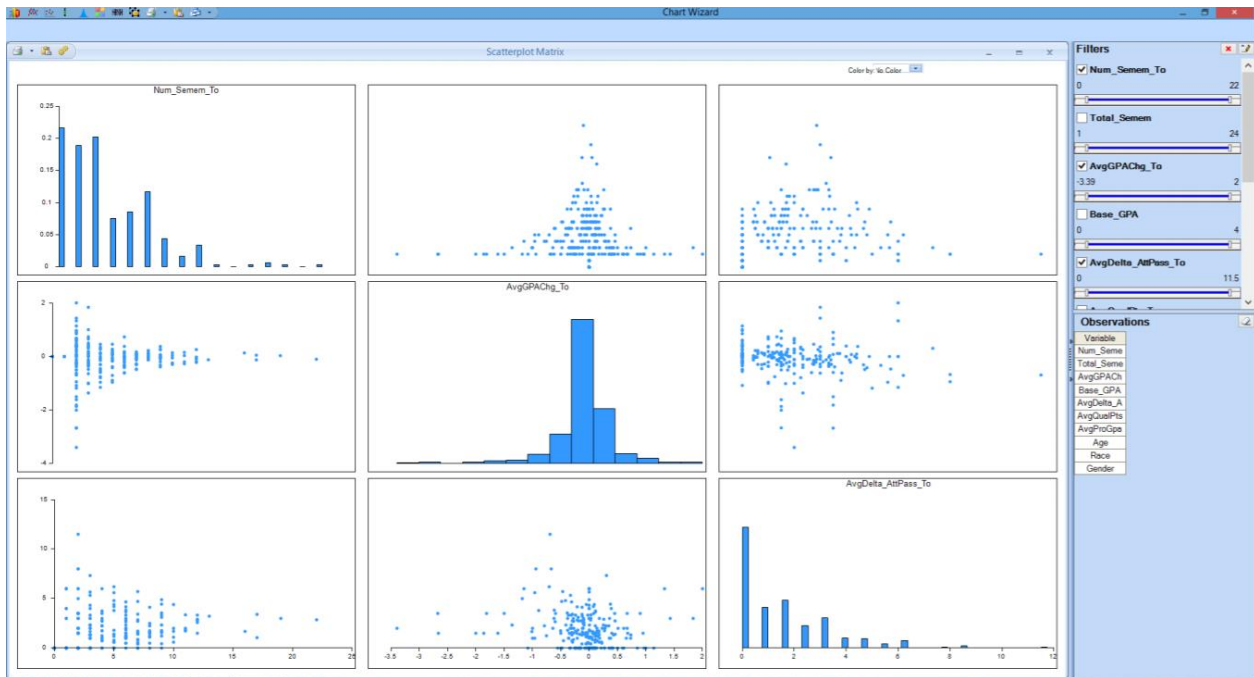 Chart Wizard
Scatterplot Matrix
Color by: No Color
Num_Semem_To
0.25
0.2
0.15
0.1
0.05
0
AvgGPAChg_To
2
0
-2
-4
AvgDelta_AttPass_To
15
10
5
0
0 5 10 15 20 25
-3.5 -3 -2.5 -2 -1.5 -1 -0.5 0 0.5 1 1.5 2
0 2 4 6 8 10 12
Filters
Num_Semem_To
0 22
Total_Semem
1 24
AvgGPAChg_To
-3.39 2
Base_GPA
0 4
AvgDelta_AttPass_To
0 11.5
Observations
Variable
Num_Seme
Total_Seme
AvgGPACh
Base_GPA
AvgDelta_A
AvgQualPts
AvgProGpa
Age
Race
Gender